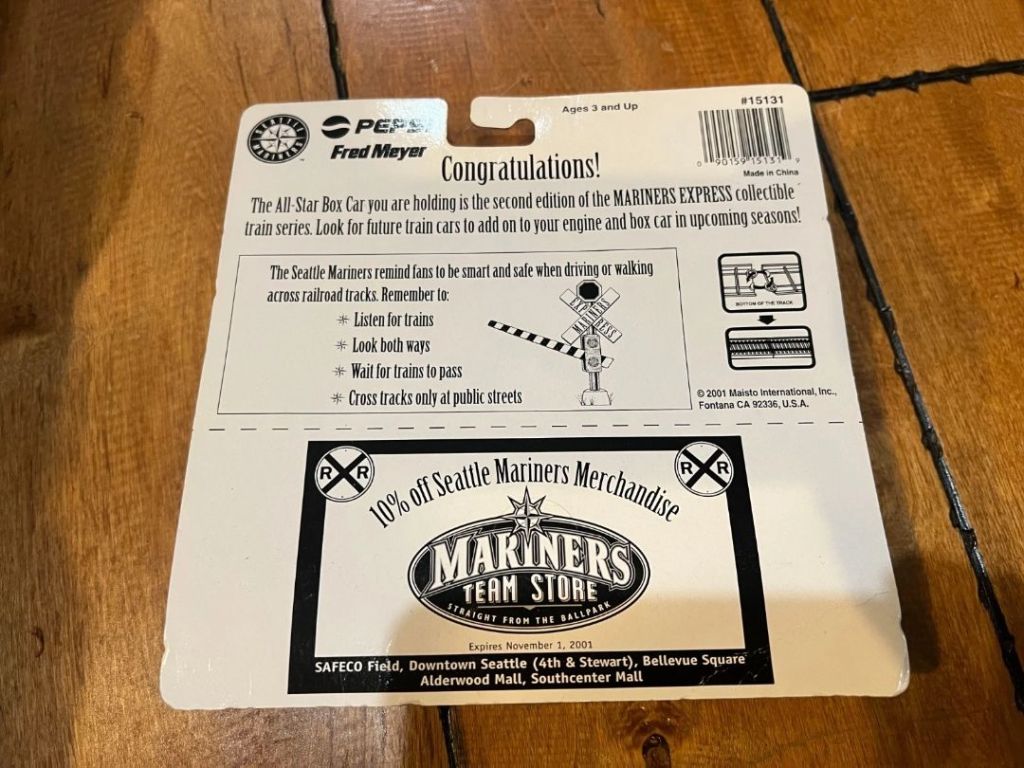 SEATTLE MARINERS
PEPSI
Fred Meyer
Ages 3 and Up
#15131
0 90159 15131 9
Made in China
Congratulations!
The All-Star Box Car you are holding is the second edition of the MARINERS EXPRESS collectible
train series. Look for future train cars to add on to your engine and box car in upcoming seasons!
The Seattle Mariners remind fans to be smart and safe when driving or walking
across railroad tracks. Remember to:
✳ Listen for trains
✳ Look both ways
✳ Wait for trains to pass
✳ Cross tracks only at public streets
EXPRESS
MARINERS
BOTTOM OF THE TRACK
© 2001 Maisto International, Inc.,
Fontana CA 92336, U.S.A.
R R
R R
10% off Seattle Mariners Merchandise
MARINERS
TEAM STORE
STRAIGHT FROM THE BALLPARK
Expires November 1, 2001
SAFECO Field, Downtown Seattle (4th & Stewart), Bellevue Square
Alderwood Mall, Southcenter Mall